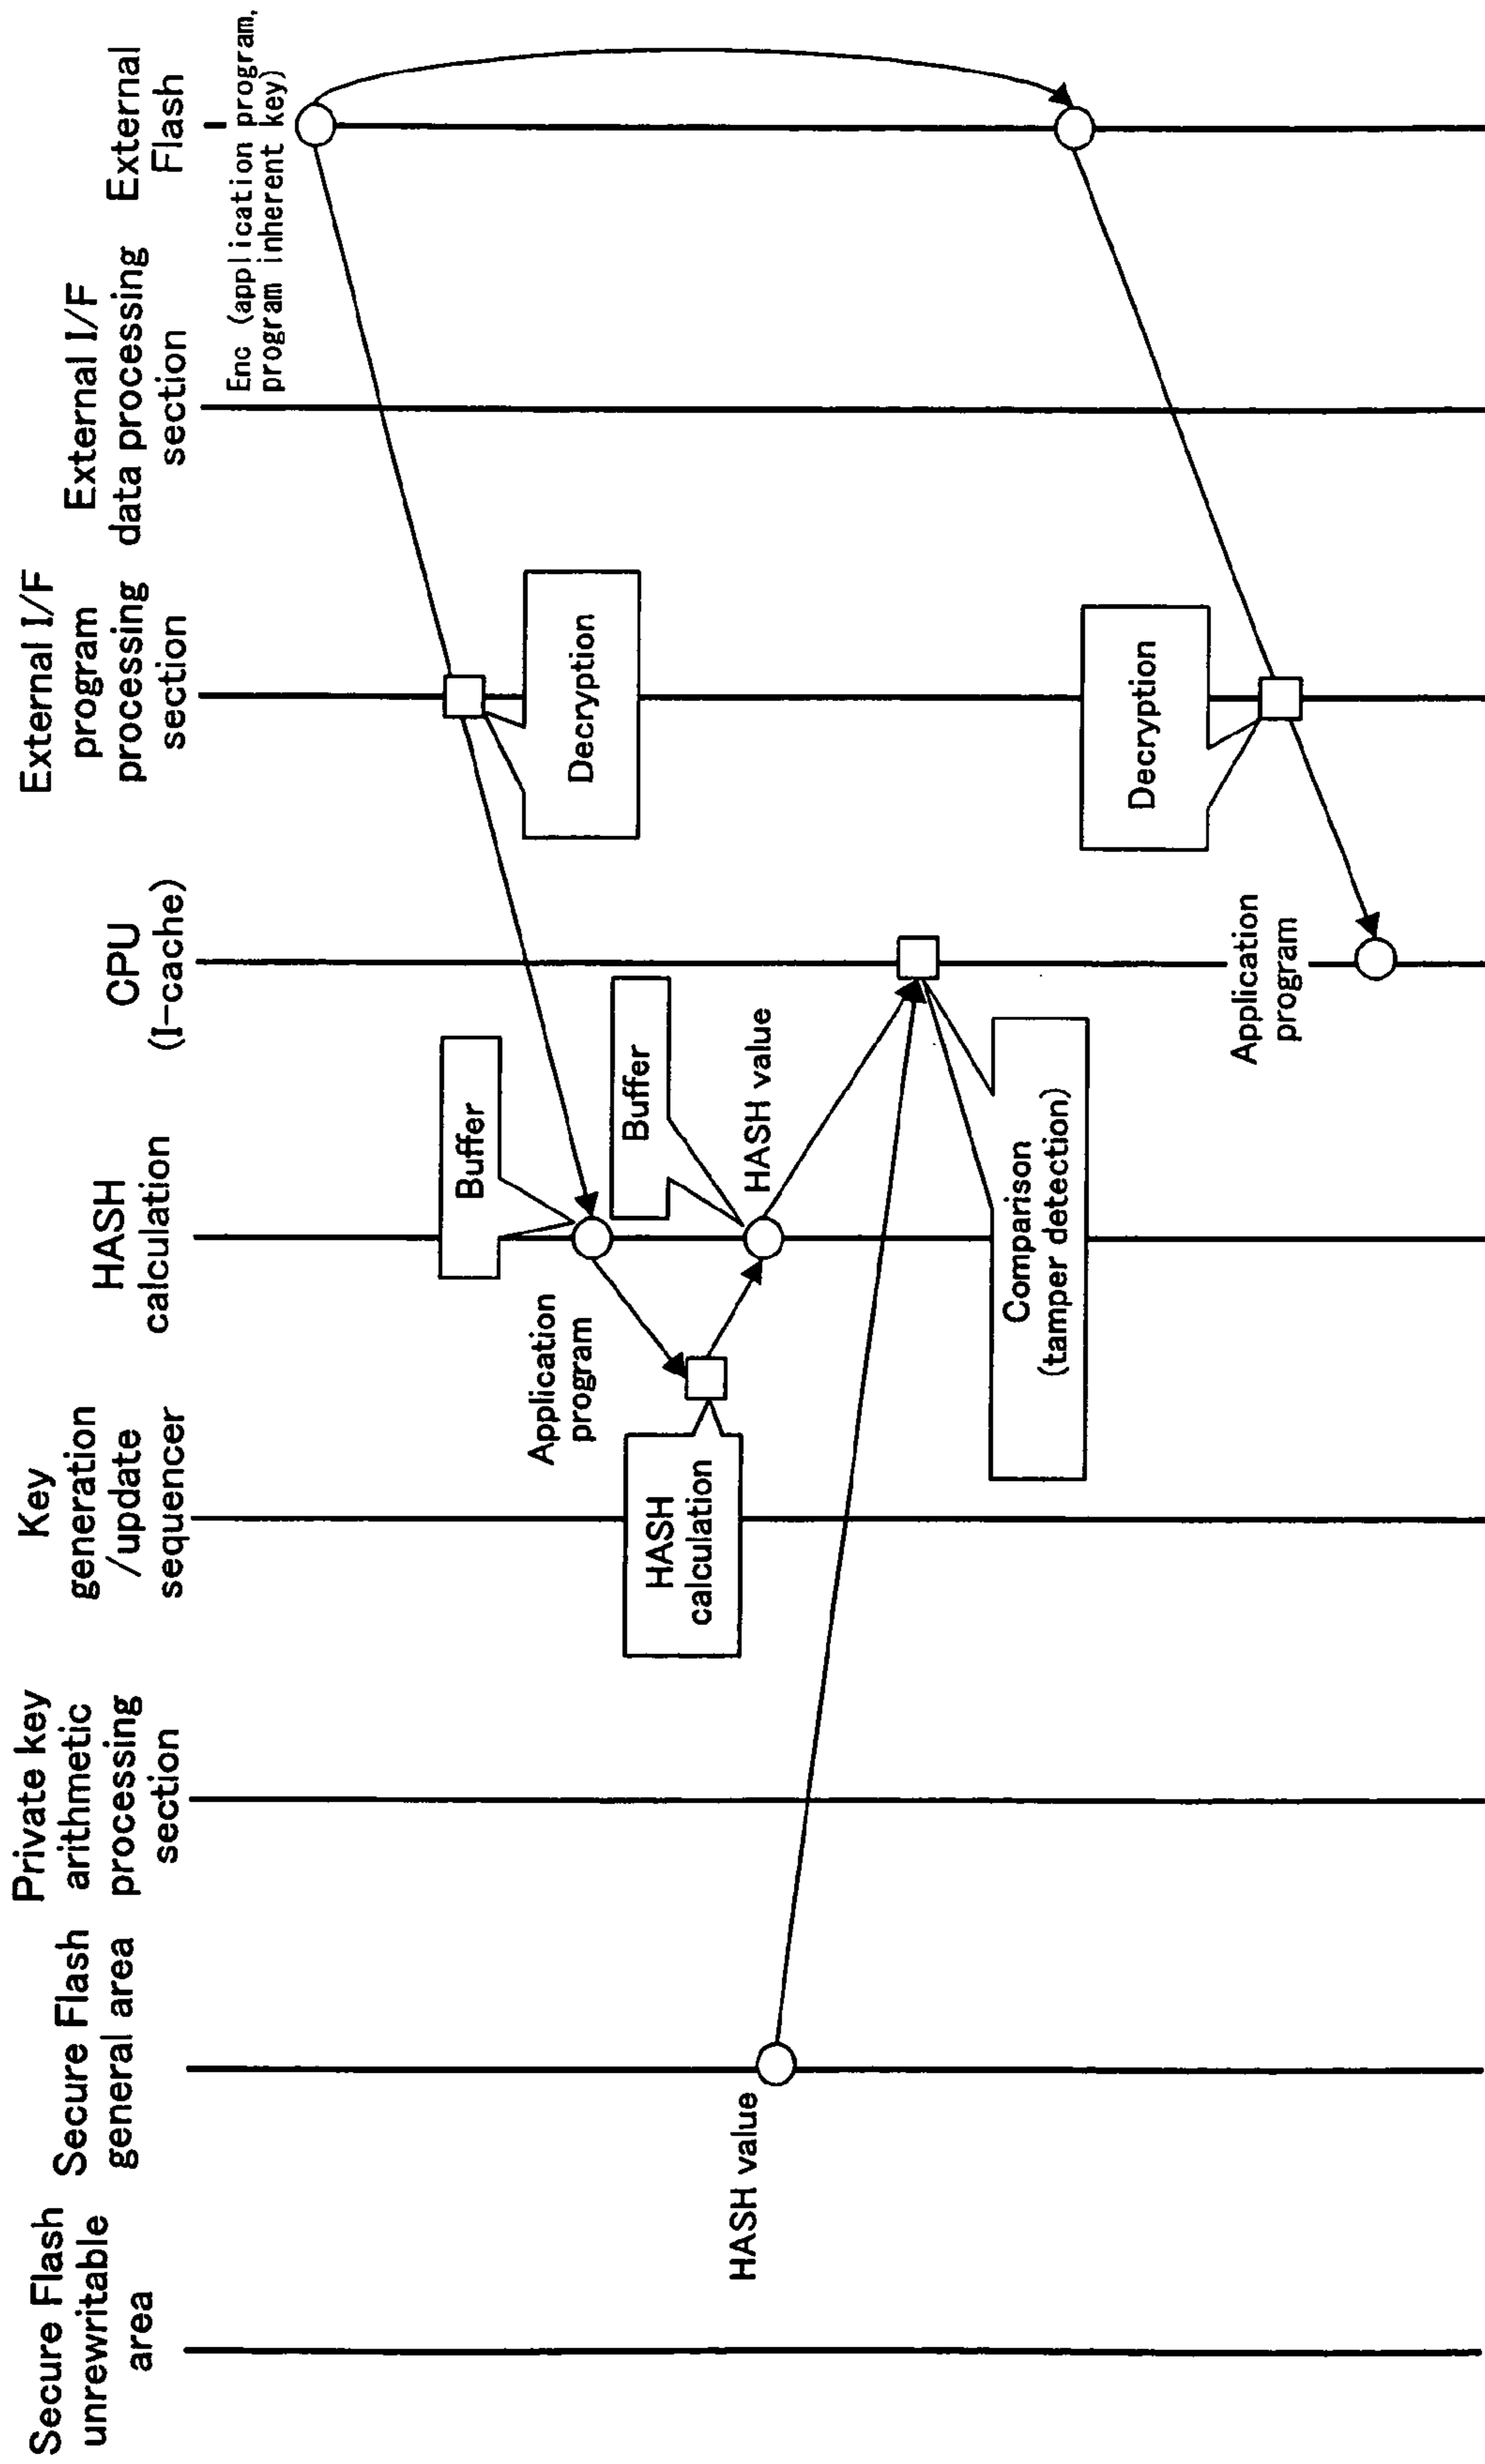 Secure Flash
unrewritable
area
Secure Flash
general area
Private key
arithmetic
processing
section
Key
generation
/update
sequencer
HASH
calculation
CPU
(I-cache)
External I/F
program
processing
section
External I/F
data processing
section
External
Flash
Enc (application program,
program inherent key)
Decryption
Buffer
Application
program
Buffer
HASH
calculation
HASH value
HASH value
Comparison
(tamper detection)
Decryption
Application
program